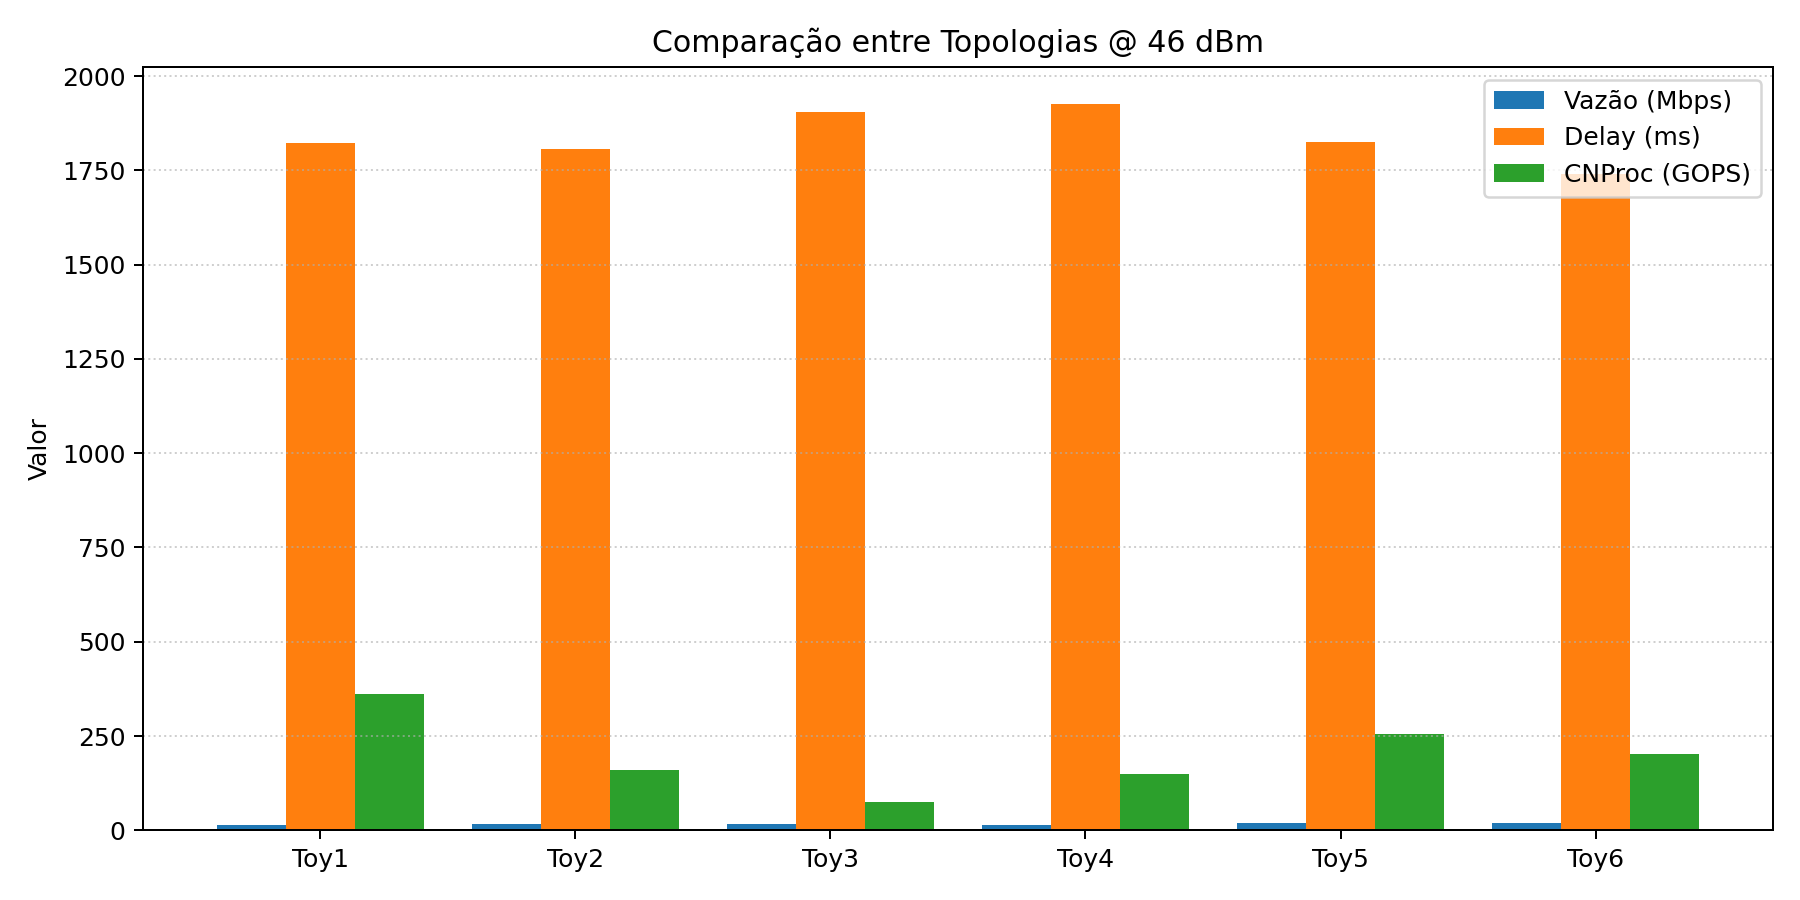 Comparação entre Topologias @ 46 dBm
Vazão (Mbps)
Delay (ms)
CNProc (GOPS)
Valor
2000
1750
1500
1250
1000
750
500
250
0
Toy1 Toy2 Toy3 Toy4 Toy5 Toy6